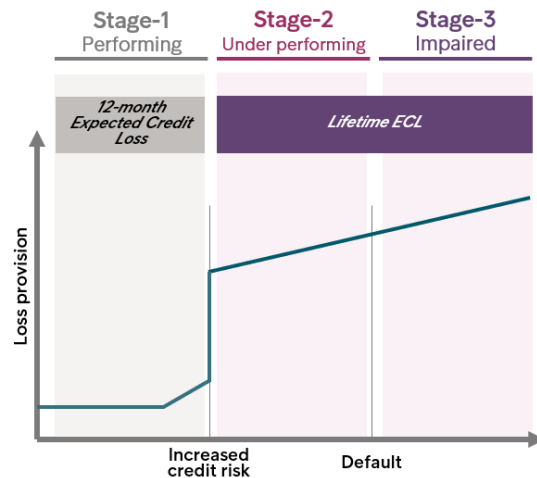 Stage-1
Performing
Stage-2
Under performing
Stage-3
Impaired
12-month
Expected Credit
Loss
Lifetime ECL
Loss provision
Increased
credit risk
Default